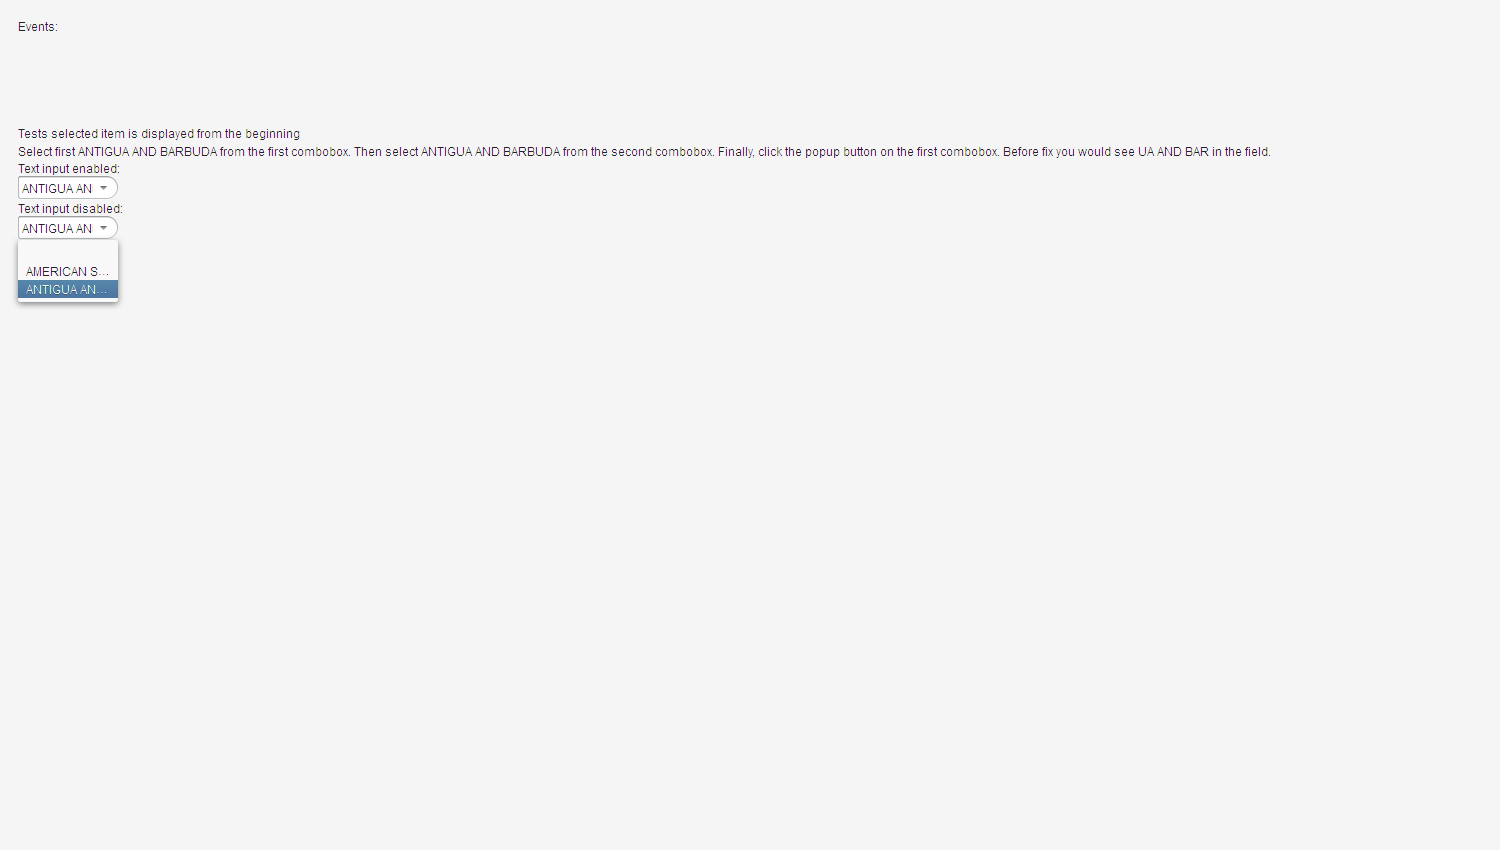 Events:
Tests selected item is displayed from the beginning
Select first ANTIGUA AND BARBUDA from the first combobox. Then select ANTIGUA AND BARBUDA from the second combobox. Finally, click the popup button on the first combobox. Before fix you would see UA AND BAR in the field.
Text input enabled:
ANTIGUA AN
Text input disabled:
ANTIGUA AN
AMERICAN S...
ANTIGUA AN...